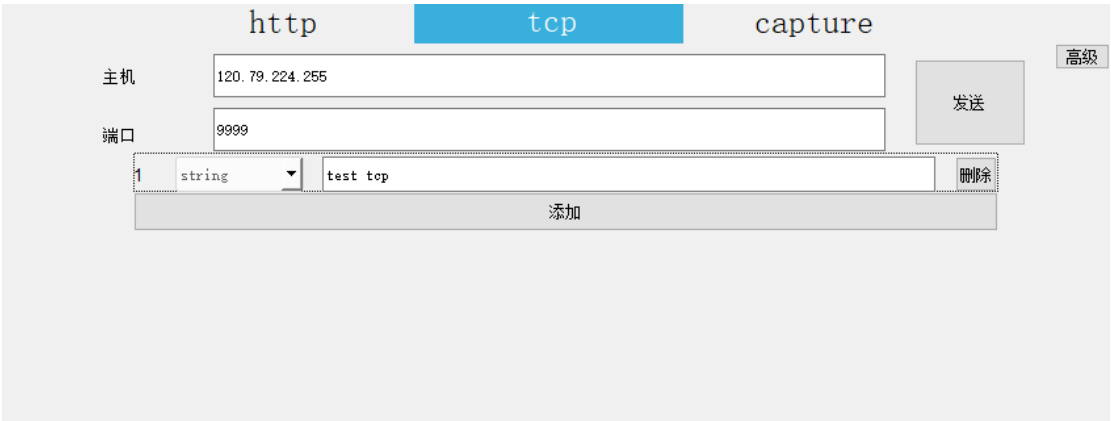 http tcp capture
高级
主机 120.79.224.255
发送
端口 9999
1 string test tcp 删除
添加